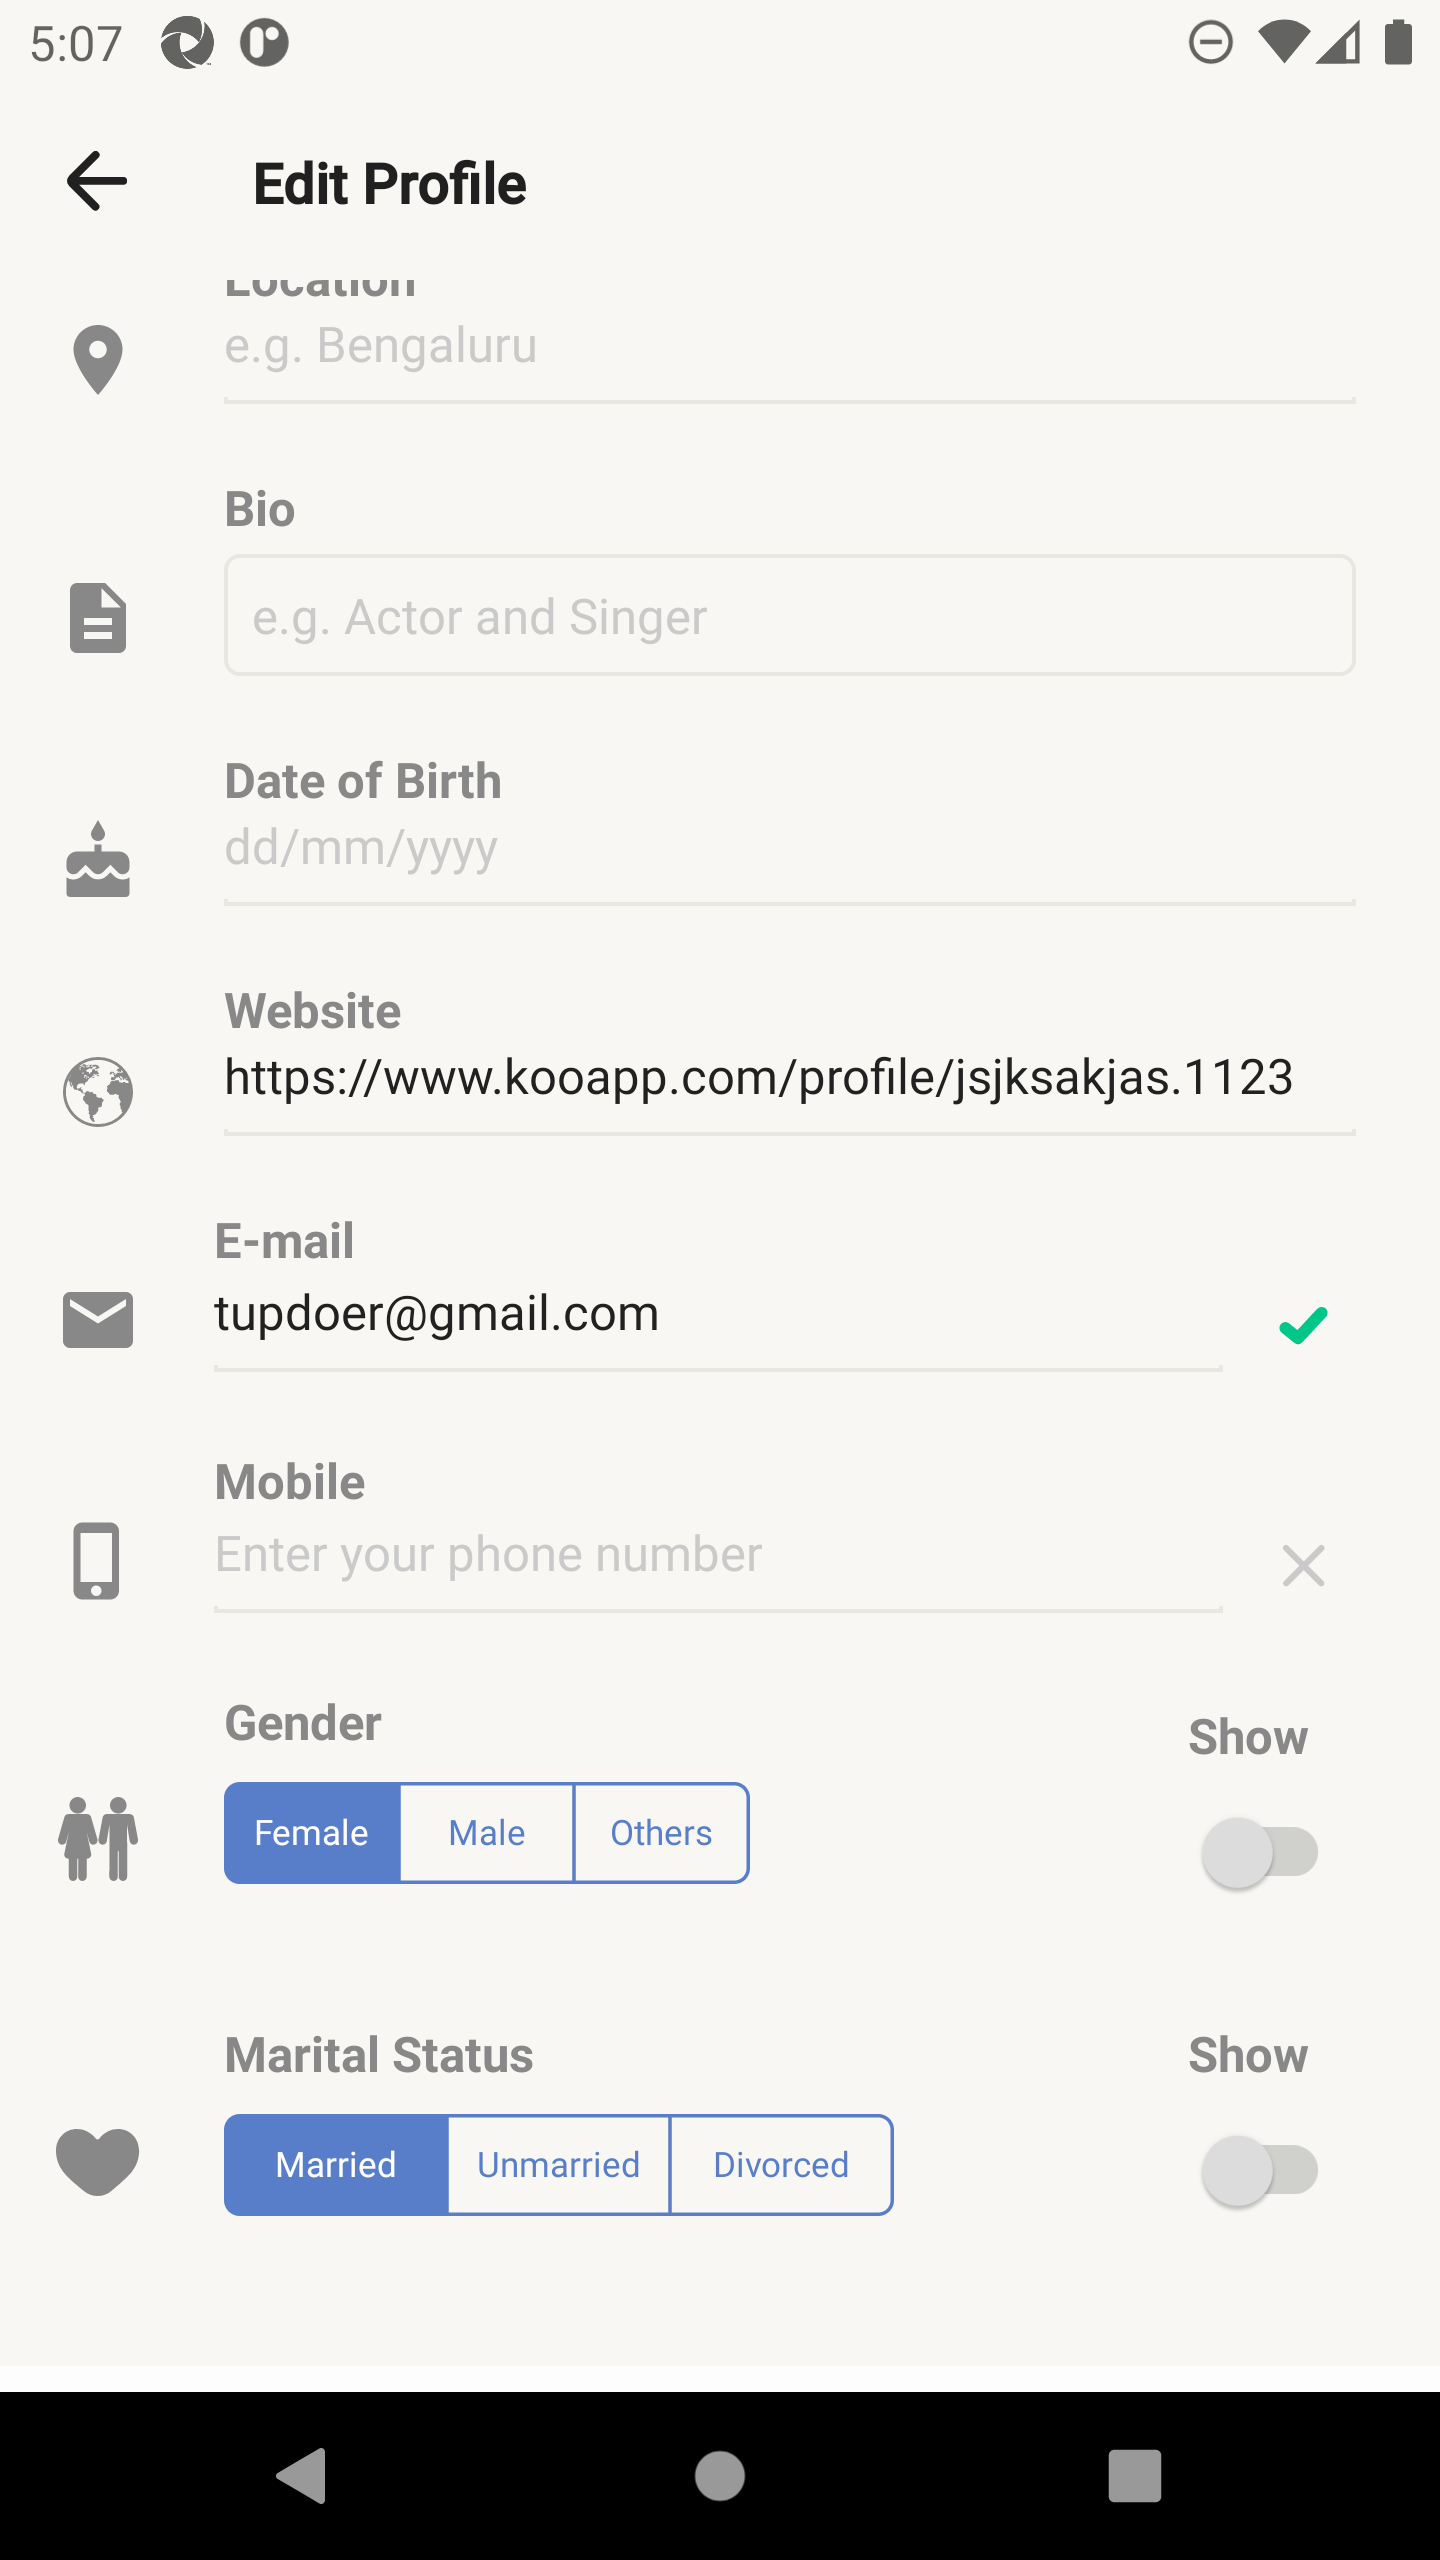 5:07
Edit Profile
Location
e.g. Bengaluru
Bio
e.g. Actor and Singer
Date of Birth
dd/mm/yyyy
Website
https://www.kooapp.com/profile/jsjksakjas.1123
E-mail
tupdoer@gmail.com
Mobile
Enter your phone number
Gender
Show
Female Male Others
Marital Status
Show
Married Unmarried Divorced